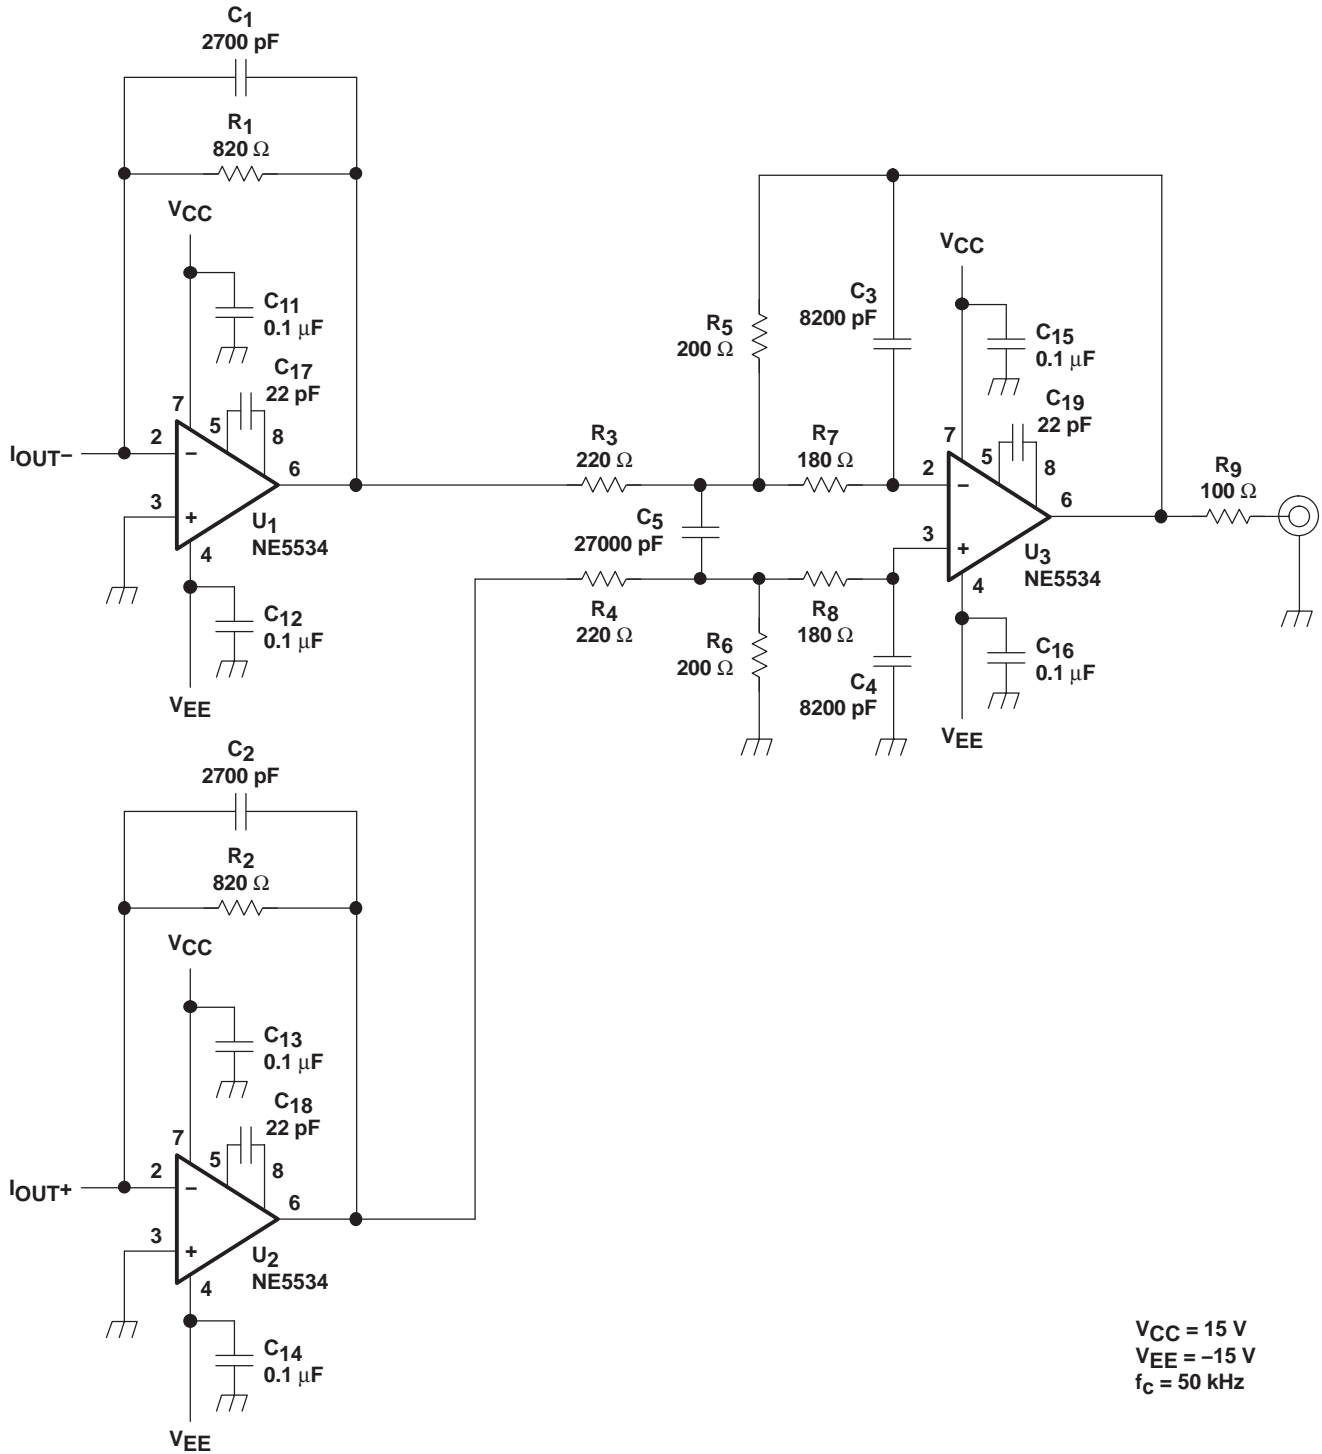 C1
2700 pF
R1
820 Ω
VCC
C11
0.1 µF
C17
22 pF
7
5
8
2
IOUT–
–
6
3
+
U1
NE5534
4
C12
0.1 µF
VEE
R3
220 Ω
R5
200 Ω
C3
8200 pF
R7
180 Ω
C5
27000 pF
R4
220 Ω
R6
200 Ω
R8
180 Ω
C4
8200 pF
VCC
C15
0.1 µF
C19
22 pF
7
5
8
2
–
6
3
+
U3
NE5534
4
C16
0.1 µF
VEE
R9
100 Ω
C2
2700 pF
R2
820 Ω
VCC
C13
0.1 µF
C18
22 pF
7
5
8
2
IOUT+
–
6
3
+
U2
NE5534
4
C14
0.1 µF
VEE
VCC = 15 V
VEE = –15 V
fC = 50 kHz